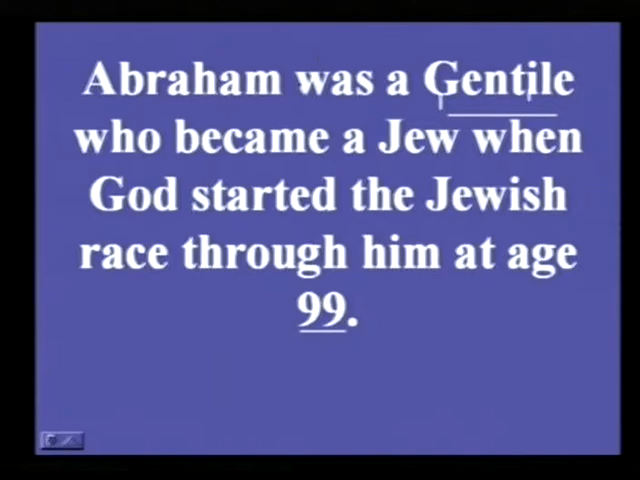 Abraham was a Gentile
who became a Jew when
God started the Jewish
race through him at age
99.